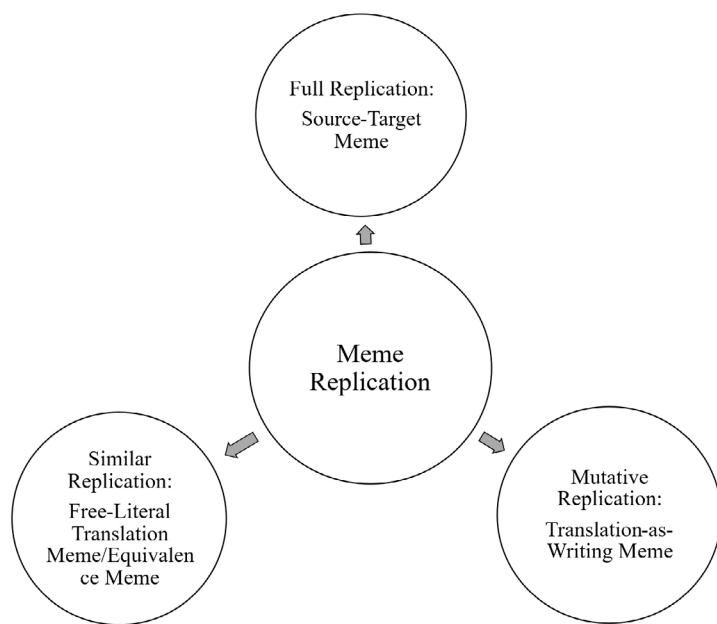 Full Replication:
Source-Target
Meme
Meme
Replication
Similar
Replication:
Free-Literal
Translation
Meme/Equivalen
ce Meme
Mutative
Replication:
Translation-as-
Writing Meme